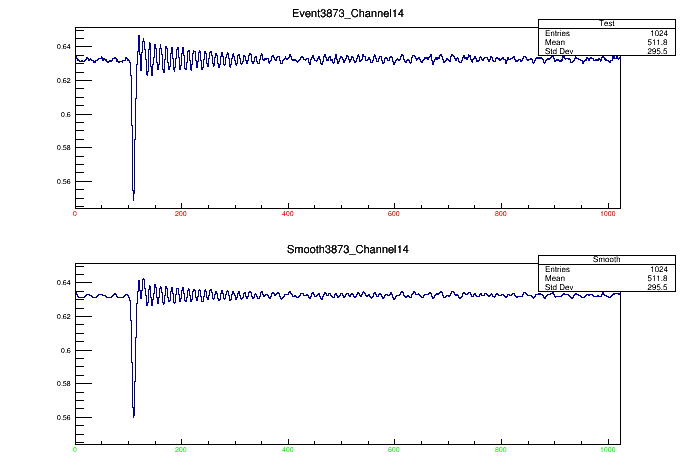 Event3873_Channel14
Test
Entries 1024
Mean 511.8
Std Dev 295.5
0.64
0.62
0.6
0.58
0.56
0 200 400 600 800 1000
Smooth3873_Channel14
Smooth
Entries 1024
Mean 511.8
Std Dev 295.5
0.64
0.62
0.6
0.58
0.56
0 200 400 600 800 1000